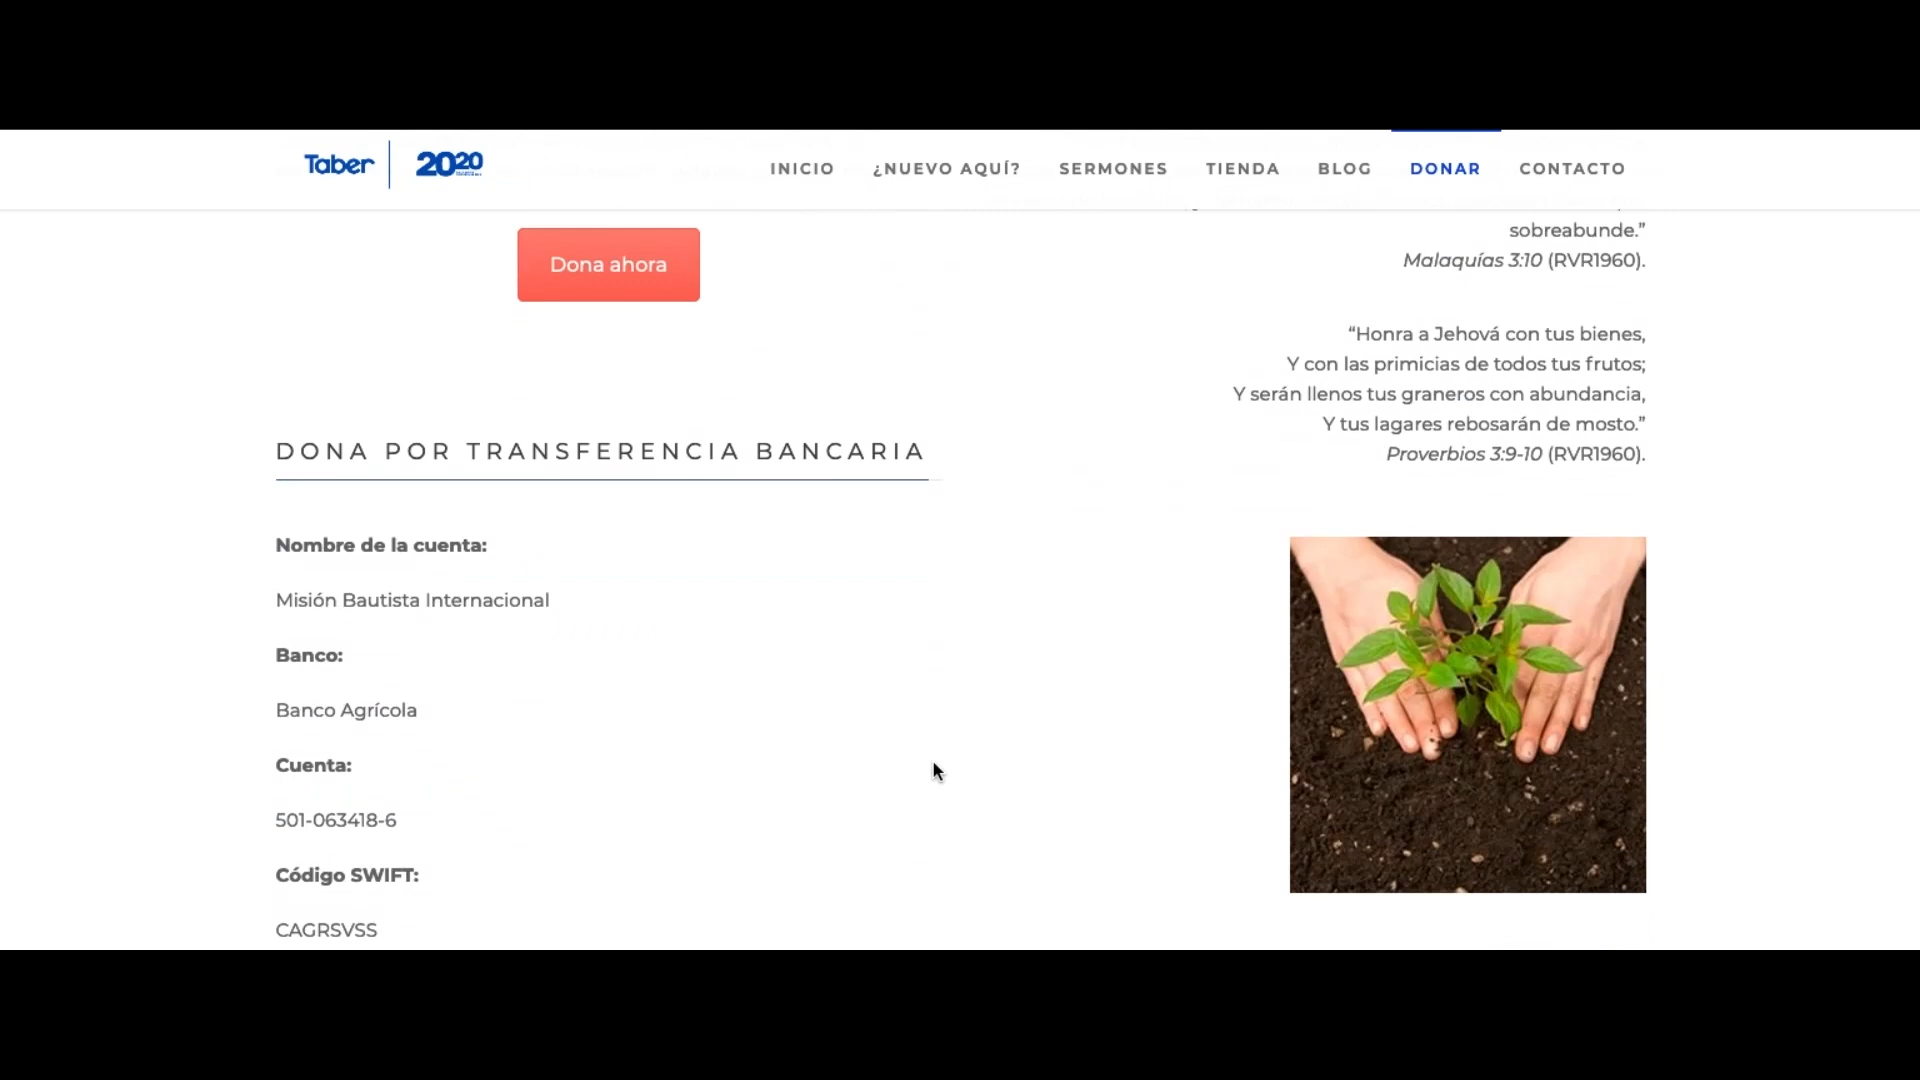 Taber
2020
INICIO
¿NUEVO AQUÍ?
SERMONES
TIENDA
BLOG
DONAR
CONTACTO
Dona ahora
sobreabunde.”
Malaquías 3:10 (RVR1960).
“Honra a Jehová con tus bienes,
Y con las primicias de todos tus frutos;
Y serán llenos tus graneros con abundancia,
Y tus lagares rebosarán de mosto.”
Proverbios 3:9-10 (RVR1960).
DONA POR TRANSFERENCIA BANCARIA
Nombre de la cuenta:
Misión Bautista Internacional
Banco:
Banco Agrícola
Cuenta:
501-063418-6
Código SWIFT:
CAGRSVSS